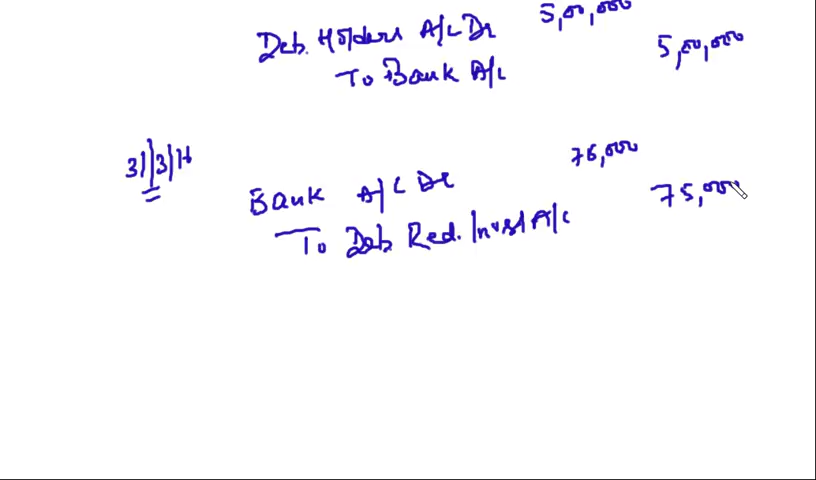 Deb. Holders A/c Dr 5,00,000
To Bank A/c 5,00,000
31/3/14
Bank A/c Dr 75,000
To Deb. Red. Invst A/c 75,000